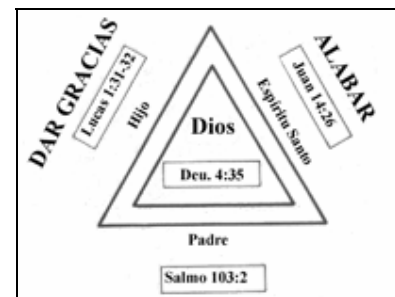 DAR GRACIAS
Lucas 1:31-32
Hijo
ALABAR
Juan 14:26
Espíritu Santo
Dios
Deu. 4:35
Padre
Salmo 103:2